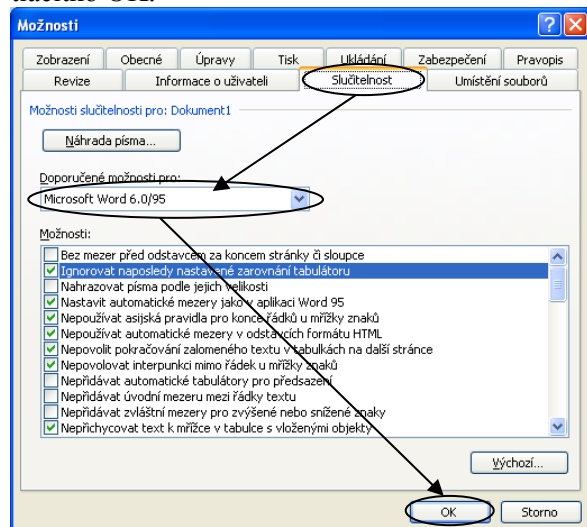 Možnosti
Zobrazení Obecné Úpravy Tisk Ukládání Zabezpečení Pravopis
Revize Informace o uživateli Slučitelnost Umístění souborů
Možnosti slučitelnosti pro: Dokument1
Náhrada písma...
Doporučené možnosti pro:
Microsoft Word 6.0/95
Možnosti:
Bez mezer před odstavcem za koncem stránky či sloupce
Ignorovat naposledy nastavené zarovnání tabulátoru
Nahrazovat písma podle jejich velikosti
Nastavit automatické mezery jako v aplikaci Word 95
Nepoužívat asijská pravidla pro konce řádků u mřížky znaků
Nepoužívat automatické mezery v odstavcích formátu HTML
Nepovolit pokračování zalomeného textu v tabulkách na další stránce
Nepovolovat interpunkci mimo řádek u mřížky znaků
Nepřidávat automatické tabulátory pro předsazení
Nepřidávat úvodní mezeru mezi řádky textu
Nepřidávat zvláštní mezery pro zvýšené nebo snížené znaky
Nepřichycovat text k mřížce v tabulce s vloženými objekty
Výchozí...
OK Storno